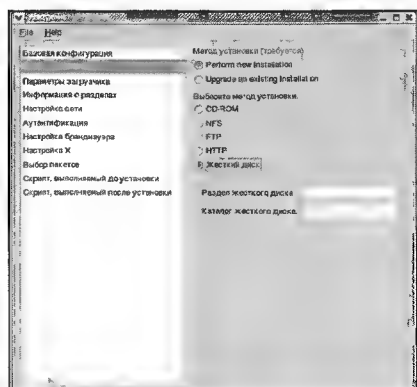 File Help
Базовая конфигурация
Параметры загрузчика
Информация о разделах
Настройка сети
Аутентификация
Настройка брандмауэра
Настройка X
Выбор пакетов
Скрипт, выполняемый до установки
Скрипт, выполняемый после установки
Метод установки (требуется)
Perform new installation
Upgrade an existing installation
Выберите метод установки:
CD-ROM
NFS
FTP
HTTP
Жесткий диск
Раздел жесткого диска:
Каталог жесткого диска: